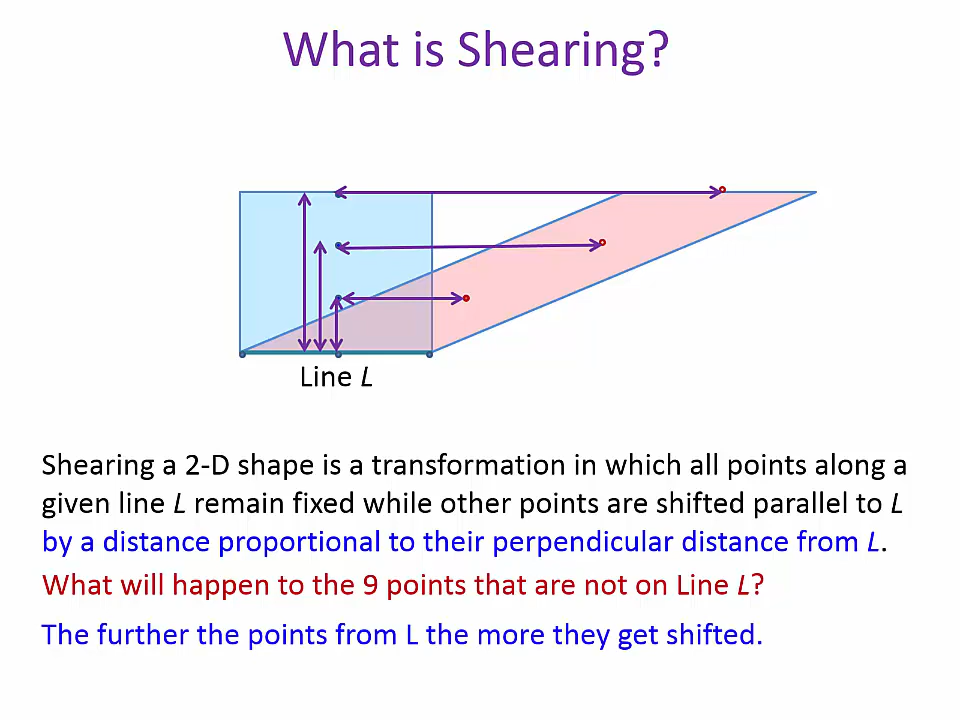 What is Shearing?
Line L
Shearing a 2-D shape is a transformation in which all points along a
given line L remain fixed while other points are shifted parallel to L
by a distance proportional to their perpendicular distance from L.
What will happen to the 9 points that are not on Line L?
The further the points from L the more they get shifted.